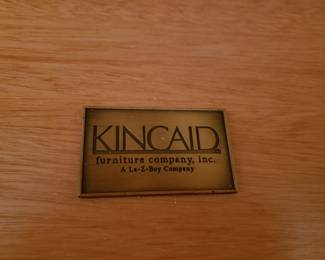 KINCAID
furniture company, inc.
A La-Z-Boy Company